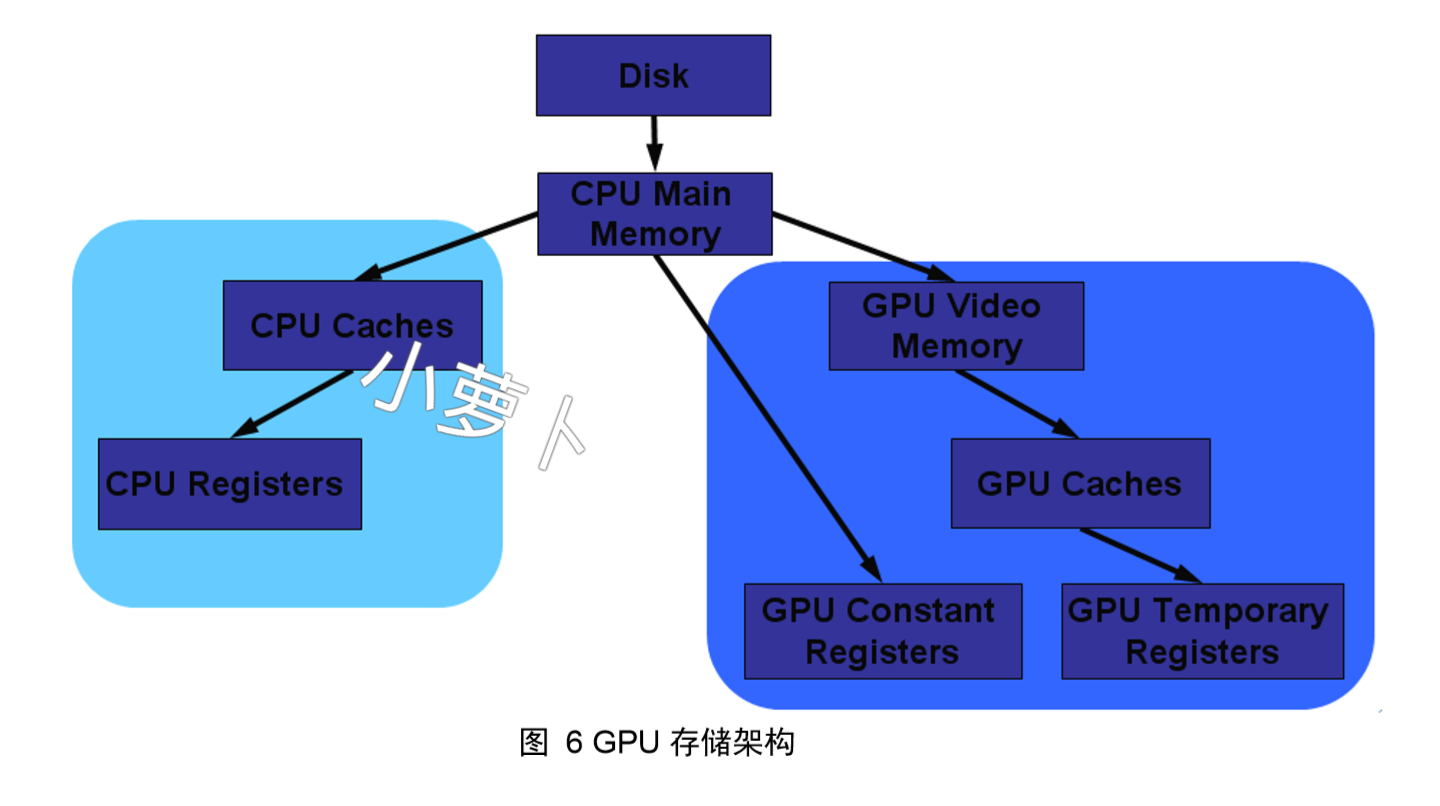 Disk
CPU Main
Memory
CPU Caches
GPU Video
Memory
小萝卜
CPU Registers
GPU Caches
GPU Constant
Registers
GPU Temporary
Registers
图 6 GPU 存储架构